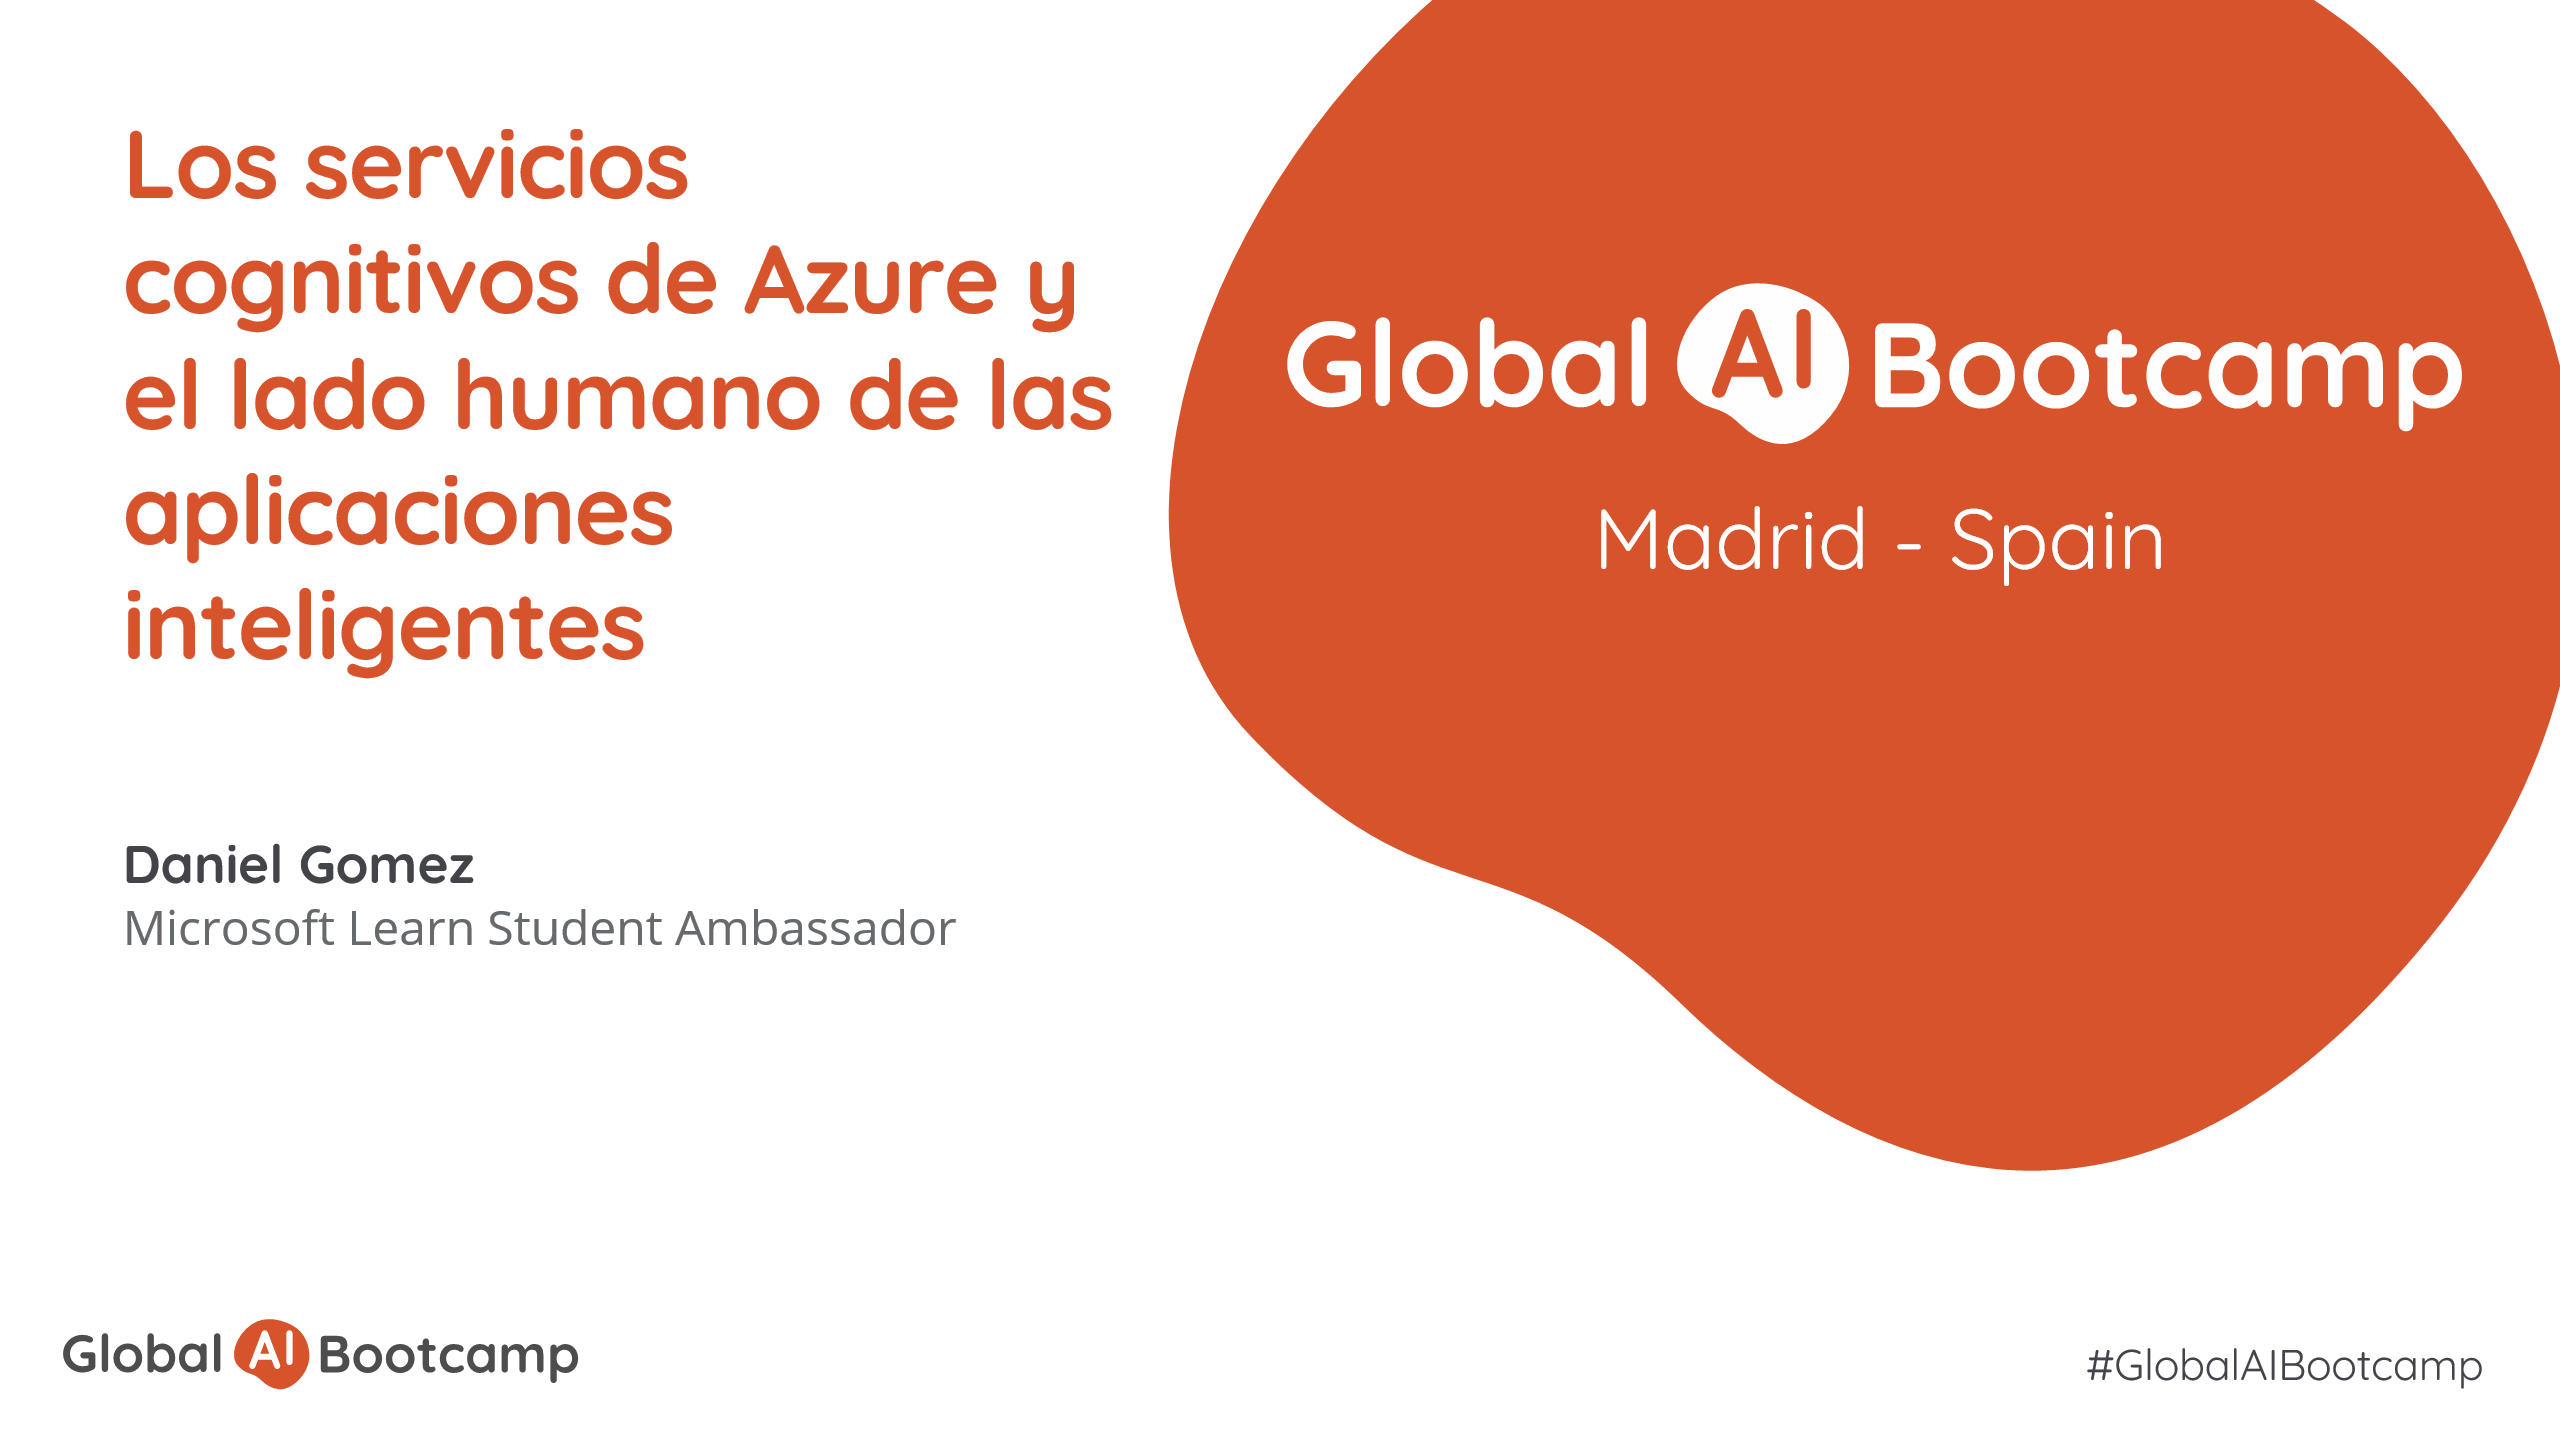 Los servicios
cognitivos de Azure y
el lado humano de las
aplicaciones
inteligentes
Daniel Gomez
Microsoft Learn Student Ambassador
Global AI Bootcamp
Madrid - Spain
Global AI Bootcamp
#GlobalAIBootcamp